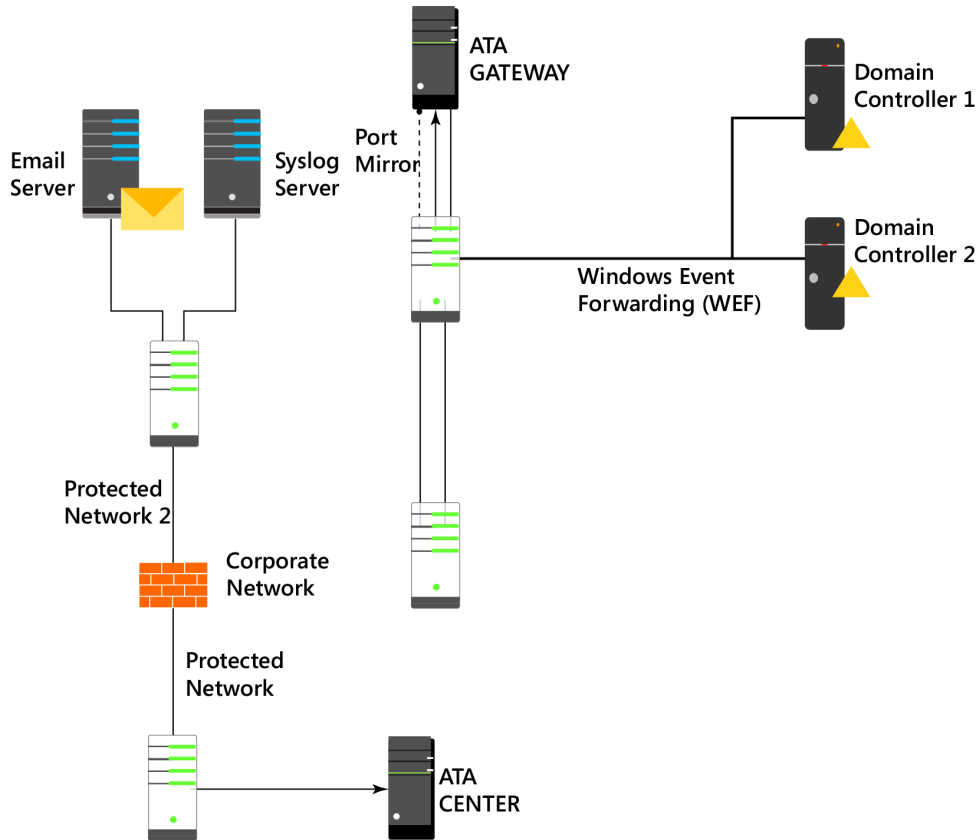 ATA
GATEWAY
Domain
Controller 1
Port
Mirror
Email
Server
Syslog
Server
Domain
Controller 2
Windows Event
Forwarding (WEF)
Protected
Network 2
Corporate
Network
Protected
Network
ATA
CENTER